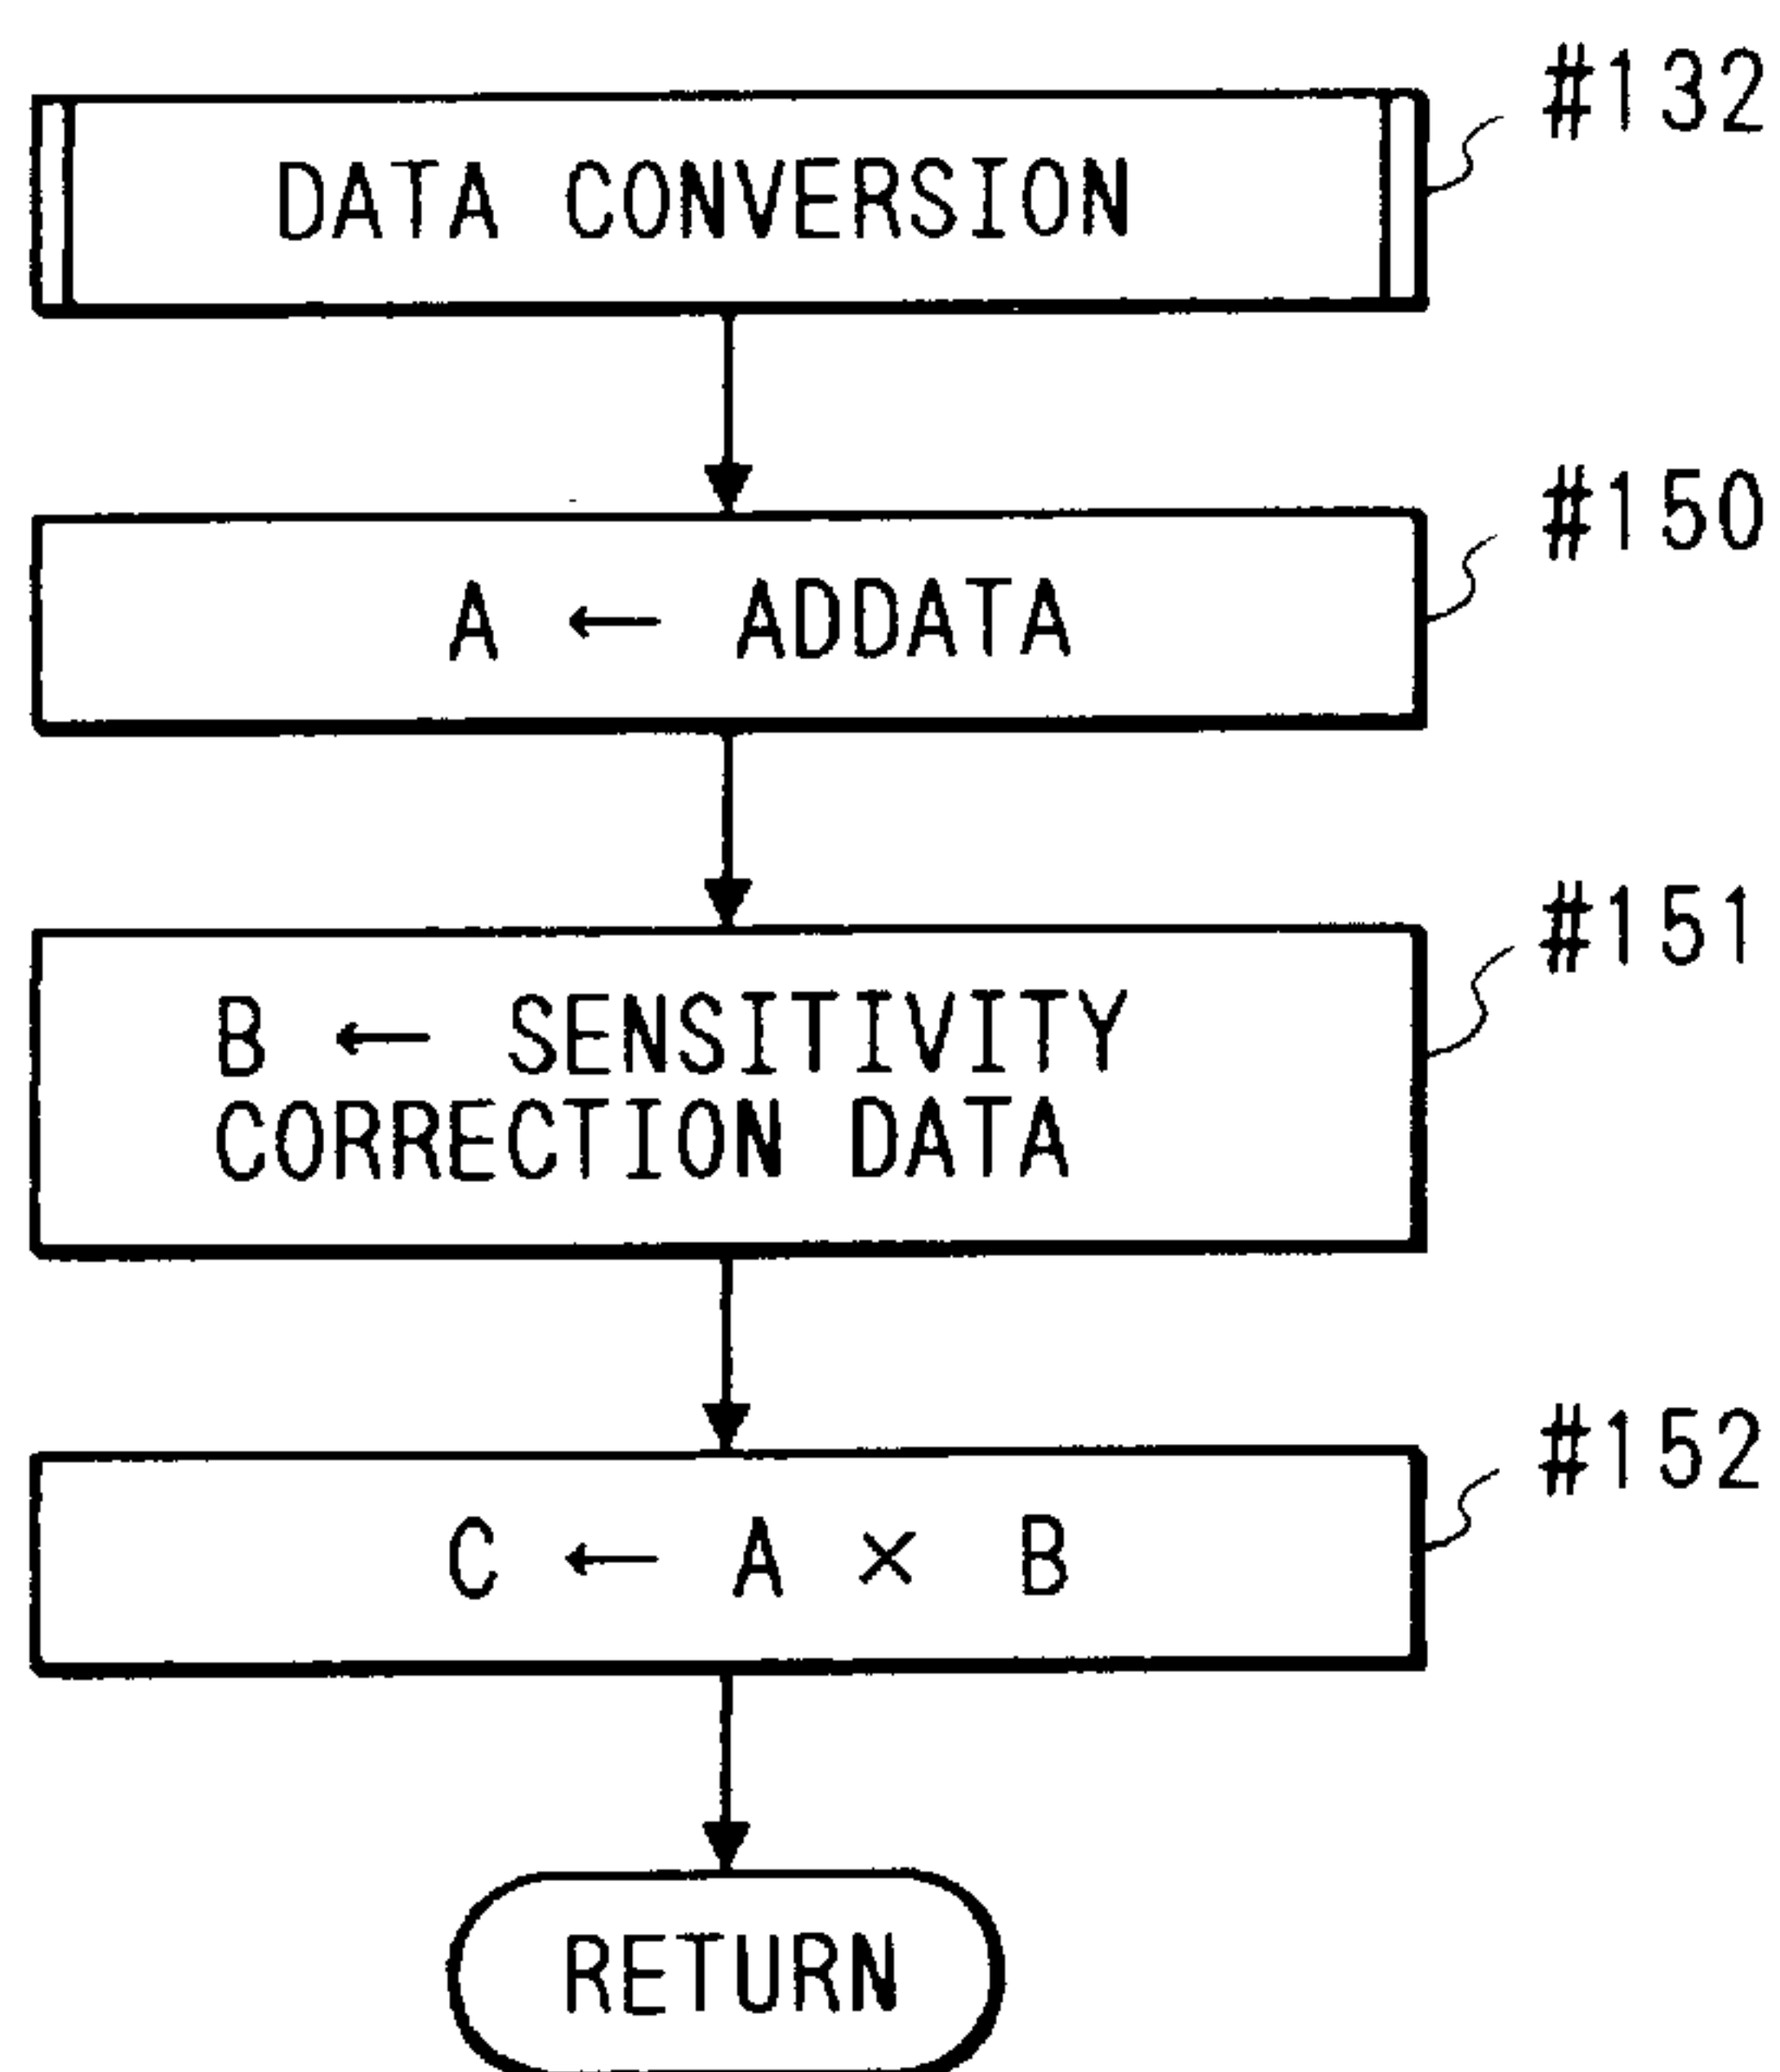 #132
DATA CONVERSION
#150
A ← ADDATA
#151
B ← SENSITIVITY
CORRECTION DATA
#152
C ← A × B
RETURN